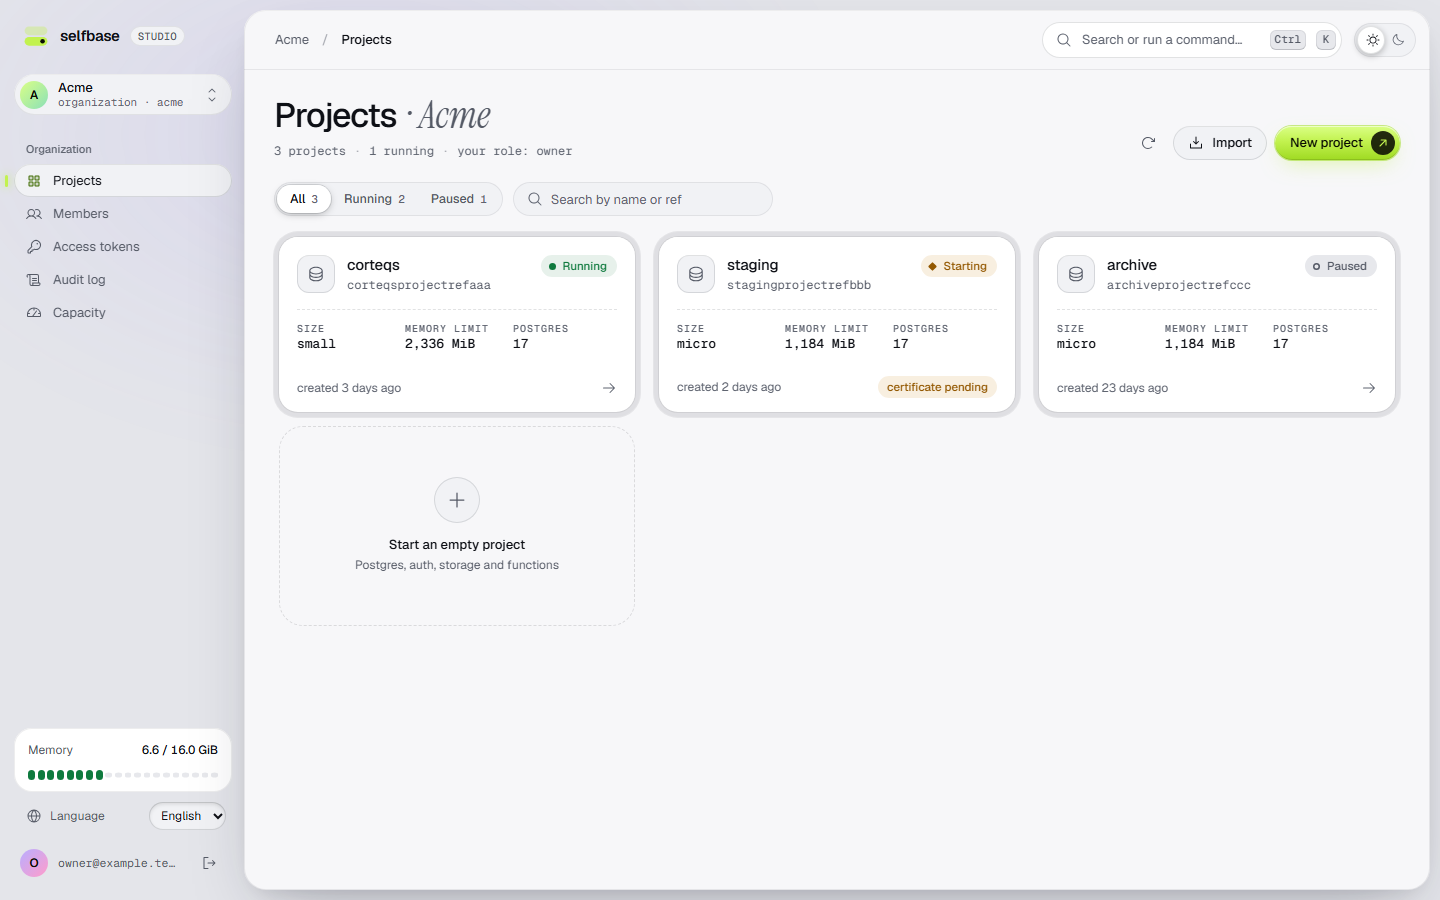 selfbase STUDIO
Acme
organization · acme
Organization
Projects
Members
Access tokens
Audit log
Capacity
Memory 6.6 / 16.0 GiB
Language English
O owner@example.te…
Acme / Projects
Search or run a command... Ctrl K
Projects · Acme
3 projects · 1 running · your role: owner
Import
New project
All 3 Running 2 Paused 1
Search by name or ref
corteqs Running
corteqsprojectrefaaa
SIZE MEMORY LIMIT POSTGRES
small 2,336 MiB 17
created 3 days ago
staging Starting
stagingprojectrefbbb
SIZE MEMORY LIMIT POSTGRES
micro 1,184 MiB 17
created 2 days ago certificate pending
archive Paused
archiveprojectrefccc
SIZE MEMORY LIMIT POSTGRES
micro 1,184 MiB 17
created 23 days ago
Start an empty project
Postgres, auth, storage and functions
A